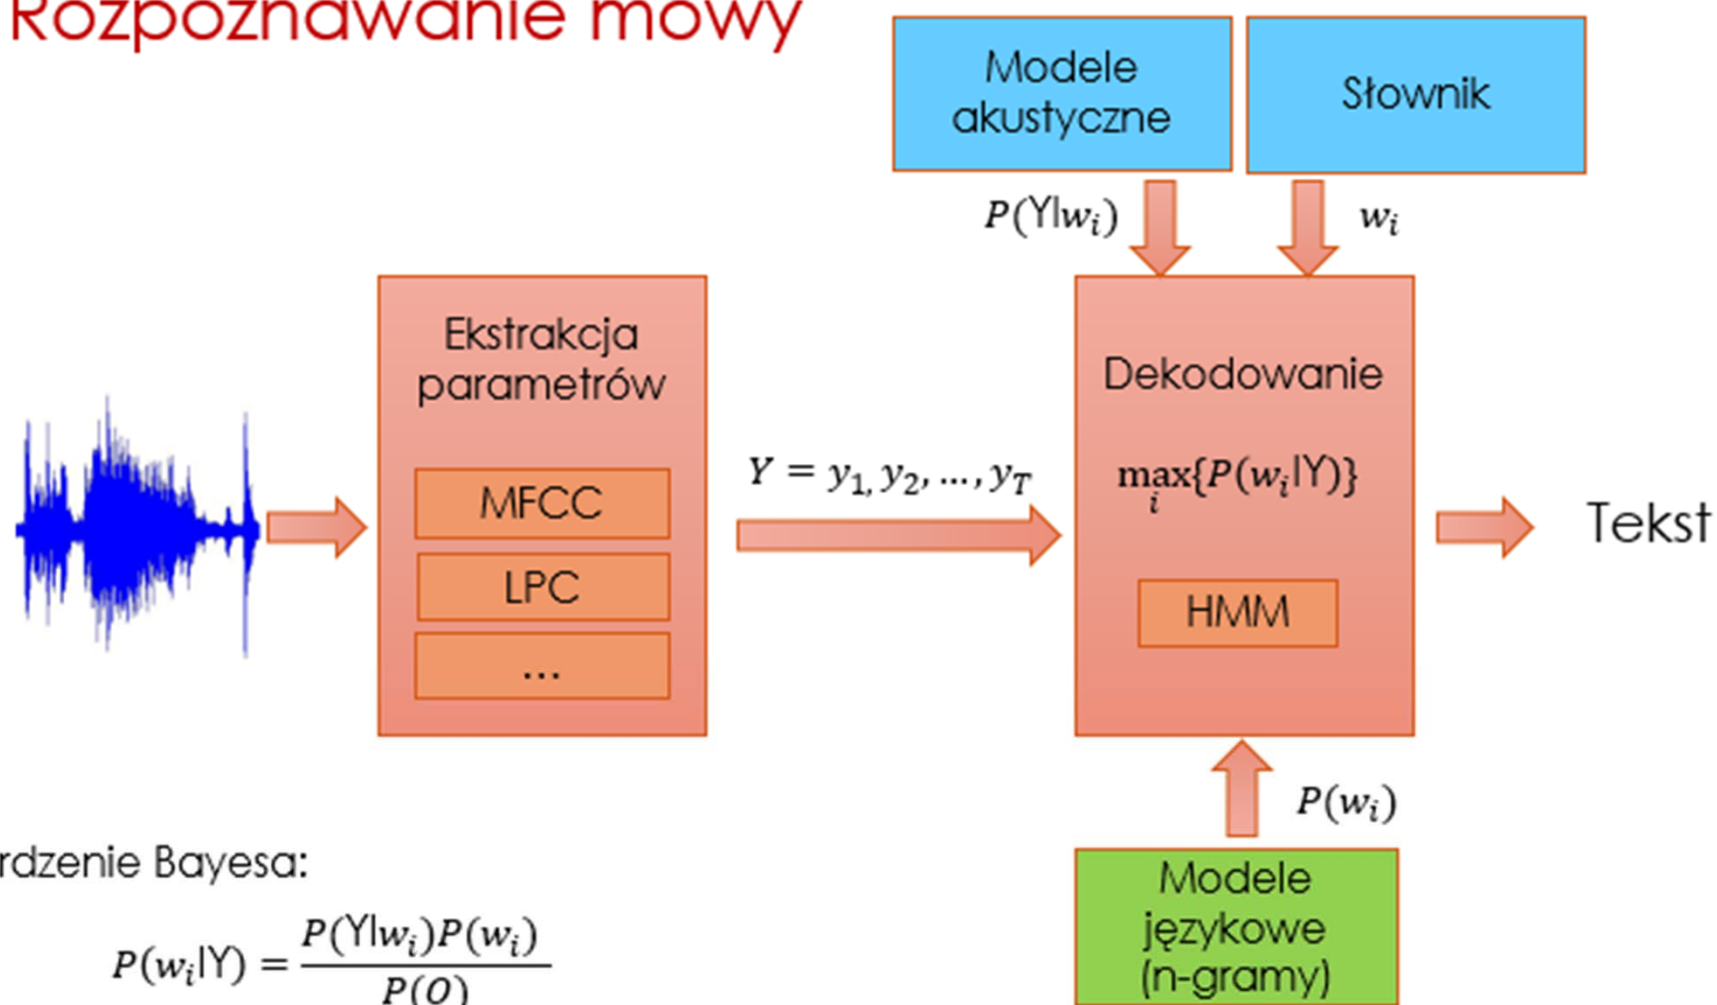 Rozpoznawanie mowy
Modele
akustyczne
Słownik
P(Y|wᵢ)
wᵢ
Ekstrakcja
parametrów
MFCC
LPC
...
Y = y₁, y₂, ..., y_T
Dekodowanie
max{P(wᵢ|Y)}
i
HMM
Tekst
P(wᵢ)
Modele
językowe
(n-gramy)
rdzenie Bayesa:
P(wᵢ|Y) = P(Y|wᵢ)P(wᵢ) / P(O)